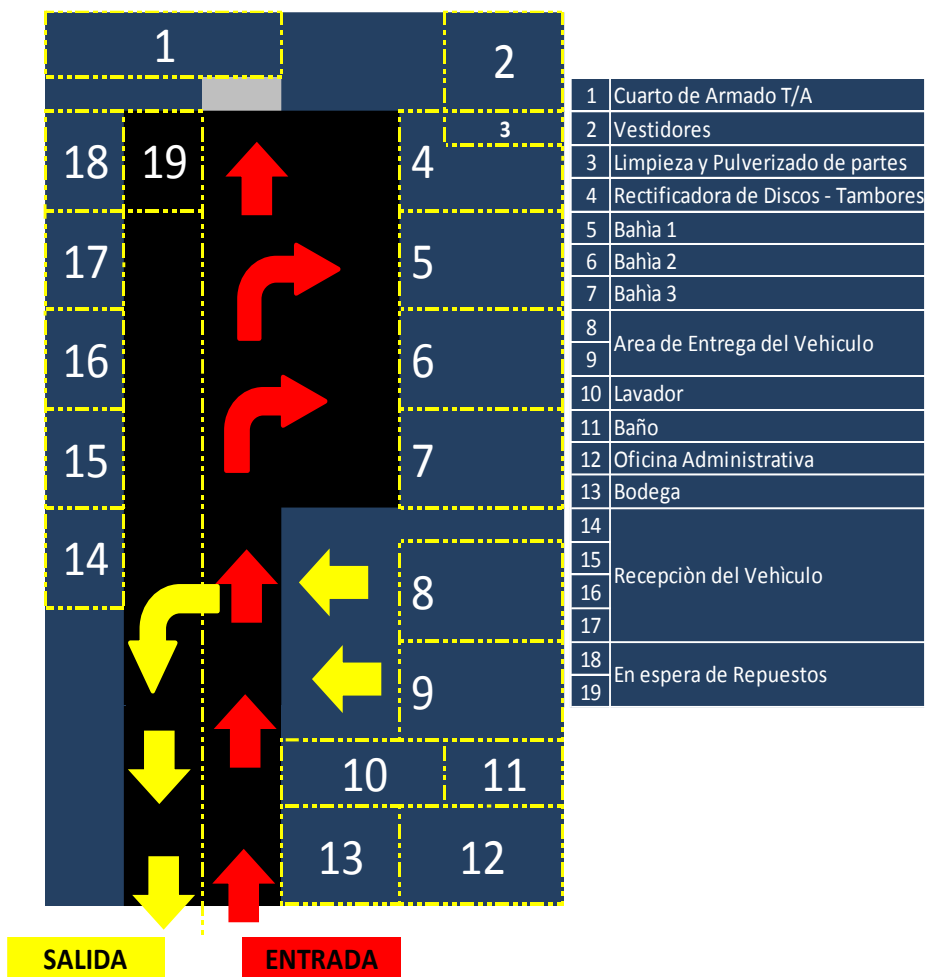 1
2
3
18
19
4
17
5
16
6
15
7
14
8
9
10
11
13
12
SALIDA
ENTRADA
1 Cuarto de Armado T/A
2 Vestidores
3 Limpieza y Pulverizado de partes
4 Rectificadora de Discos - Tambores
5 Bahìa 1
6 Bahìa 2
7 Bahìa 3
8
9
Area de Entrega del Vehiculo
10 Lavador
11 Baño
12 Oficina Administrativa
13 Bodega
14
15
16
17
Recepciòn del Vehìculo
18
19
En espera de Repuestos